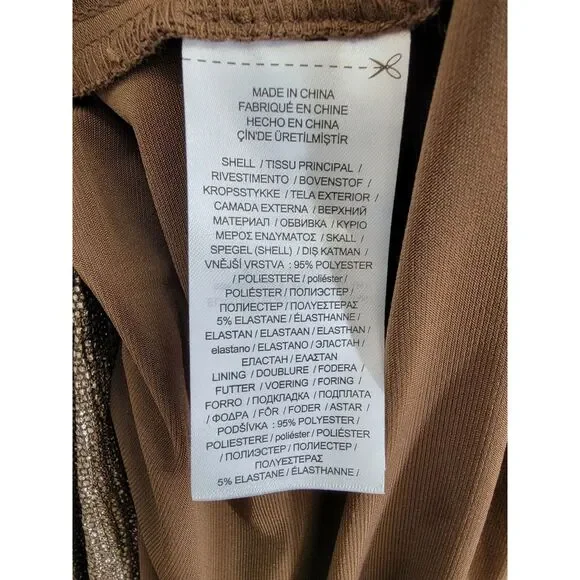 MADE IN CHINA
FABRIQUÉ EN CHINE
HECHO EN CHINA
ÇİN'DE ÜRETİLMİŞTİR
SHELL / TISSU PRINCIPAL /
RIVESTIMENTO / BOVENSTOF /
KROPSSTYKKE / TELA EXTERIOR /
CAMADA EXTERNA / ВЕРХНИЙ
МАТЕРИАЛ / ОБВИВКА / ΚΥΡΙΟ
ΜΕΡΟΣ ΕΝΔΥΜΑΤΟΣ / SKALL /
SPEGEL (SHELL) / DIŞ KATMAN /
VNĚJŠÍ VRSTVA : 95% POLYESTER
/ POLIESTERE / poliéster /
POLIÉSTER / ПОЛИЭСТЕР /
ПОЛИЕСТЕР / ΠΟΛΥΕΣΤΕΡΑΣ
5% ELASTANE / ÉLASTHANNE /
ELASTAN / ELASTAAN / ELASTHAN /
elastano / ELASTANO / ЭЛАСТАН /
ЕЛАСТАН / ΕΛΑΣΤΑΝ
LINING / DOUBLURE / FODERA /
FUTTER / VOERING / FORING /
FORRO / ПОДКЛАДКА / ПОДПЛАТА
/ ΦΟΔΡΑ / FÔR / FODER / ASTAR /
PODŠÍVKA : 95% POLYESTER /
POLIESTERE / poliéster / POLIÉSTER
/ ПОЛИЭСТЕР / ПОЛИЕСТЕР /
ΠΟΛΥΕΣΤΕΡΑΣ
5% ELASTANE / ÉLASTHANNE /